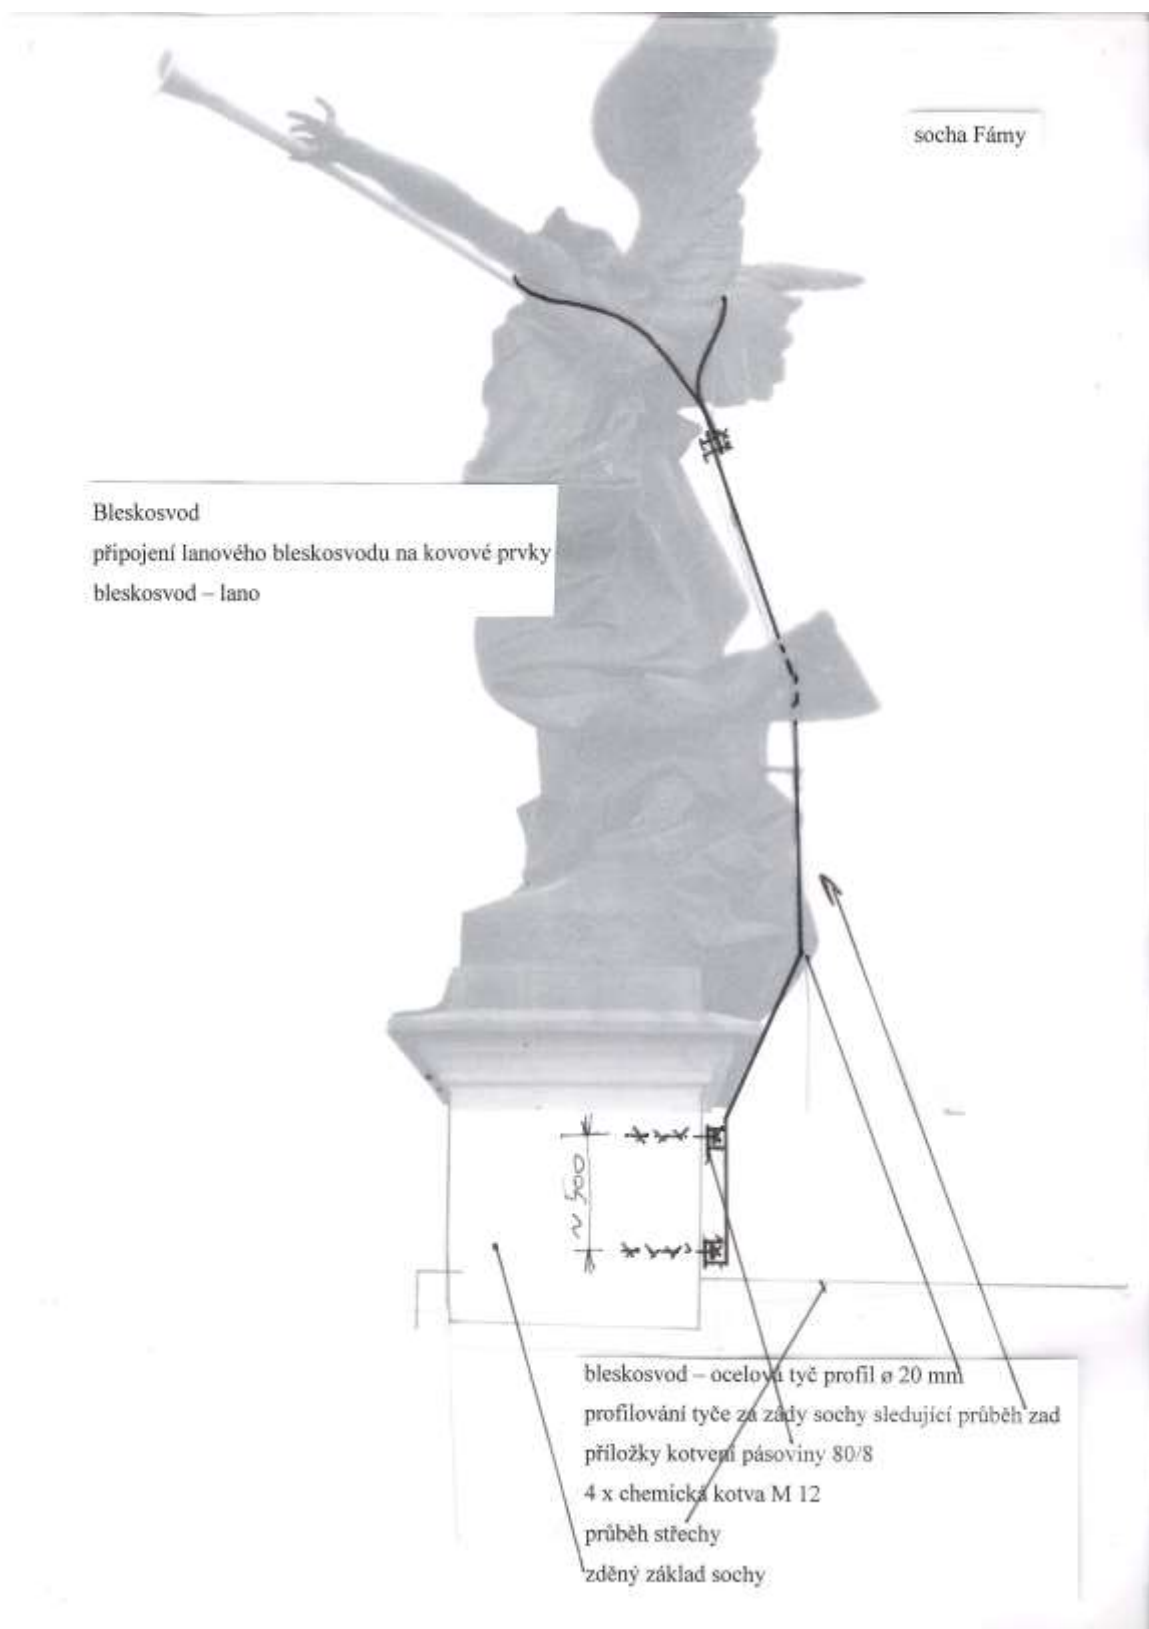 socha Fámy
Bleskosvod
připojení lanového bleskosvodu na kovové prvky
bleskosvod – lano
~ 500
bleskosvod – ocelová tyč profil ø 20 mm
profilování tyče za zády sochy sledující průběh zad
příložky kotvení pásoviny 80/8
4 x chemická kotva M 12
průběh střechy
zděný základ sochy